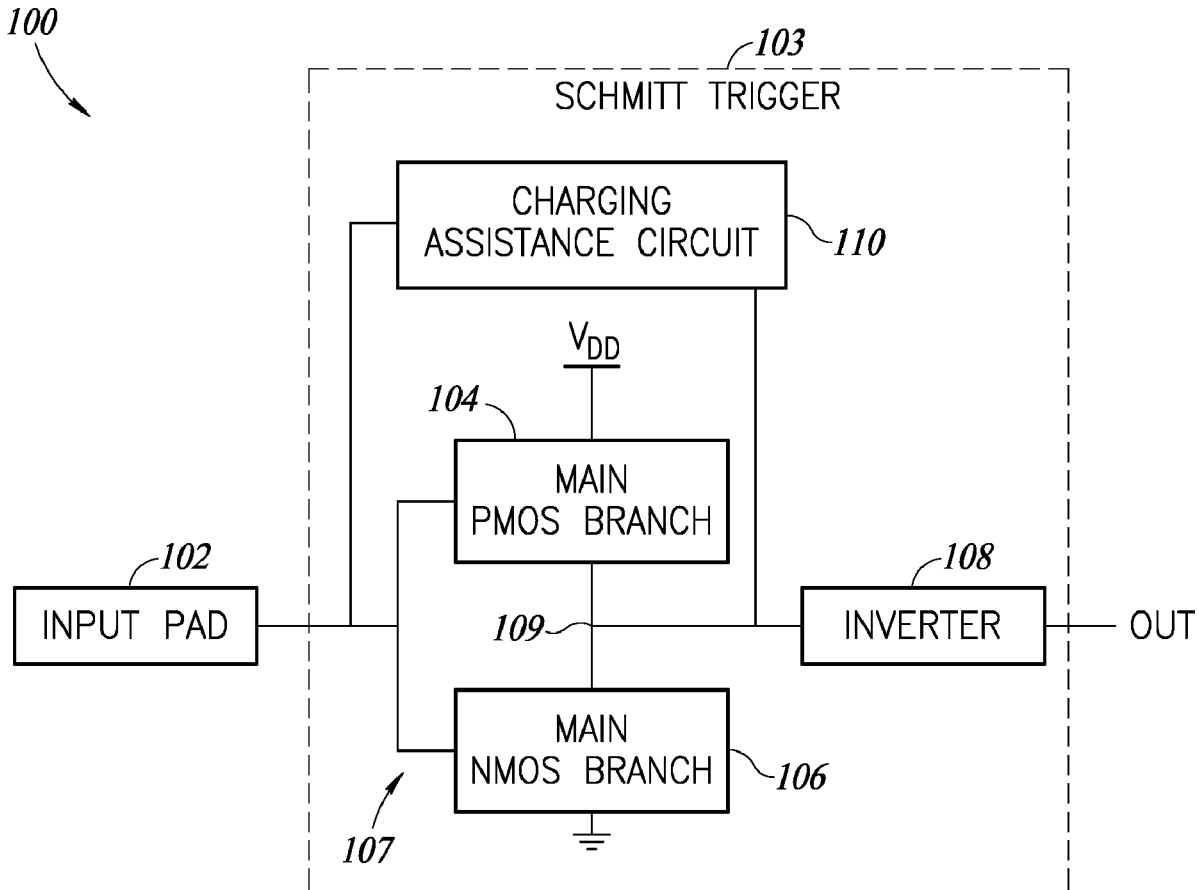 100
103
SCHMITT TRIGGER
CHARGING
ASSISTANCE CIRCUIT
110
VDD
104
MAIN
PMOS BRANCH
102
INPUT PAD
109
108
INVERTER
OUT
MAIN
NMOS BRANCH
106
107